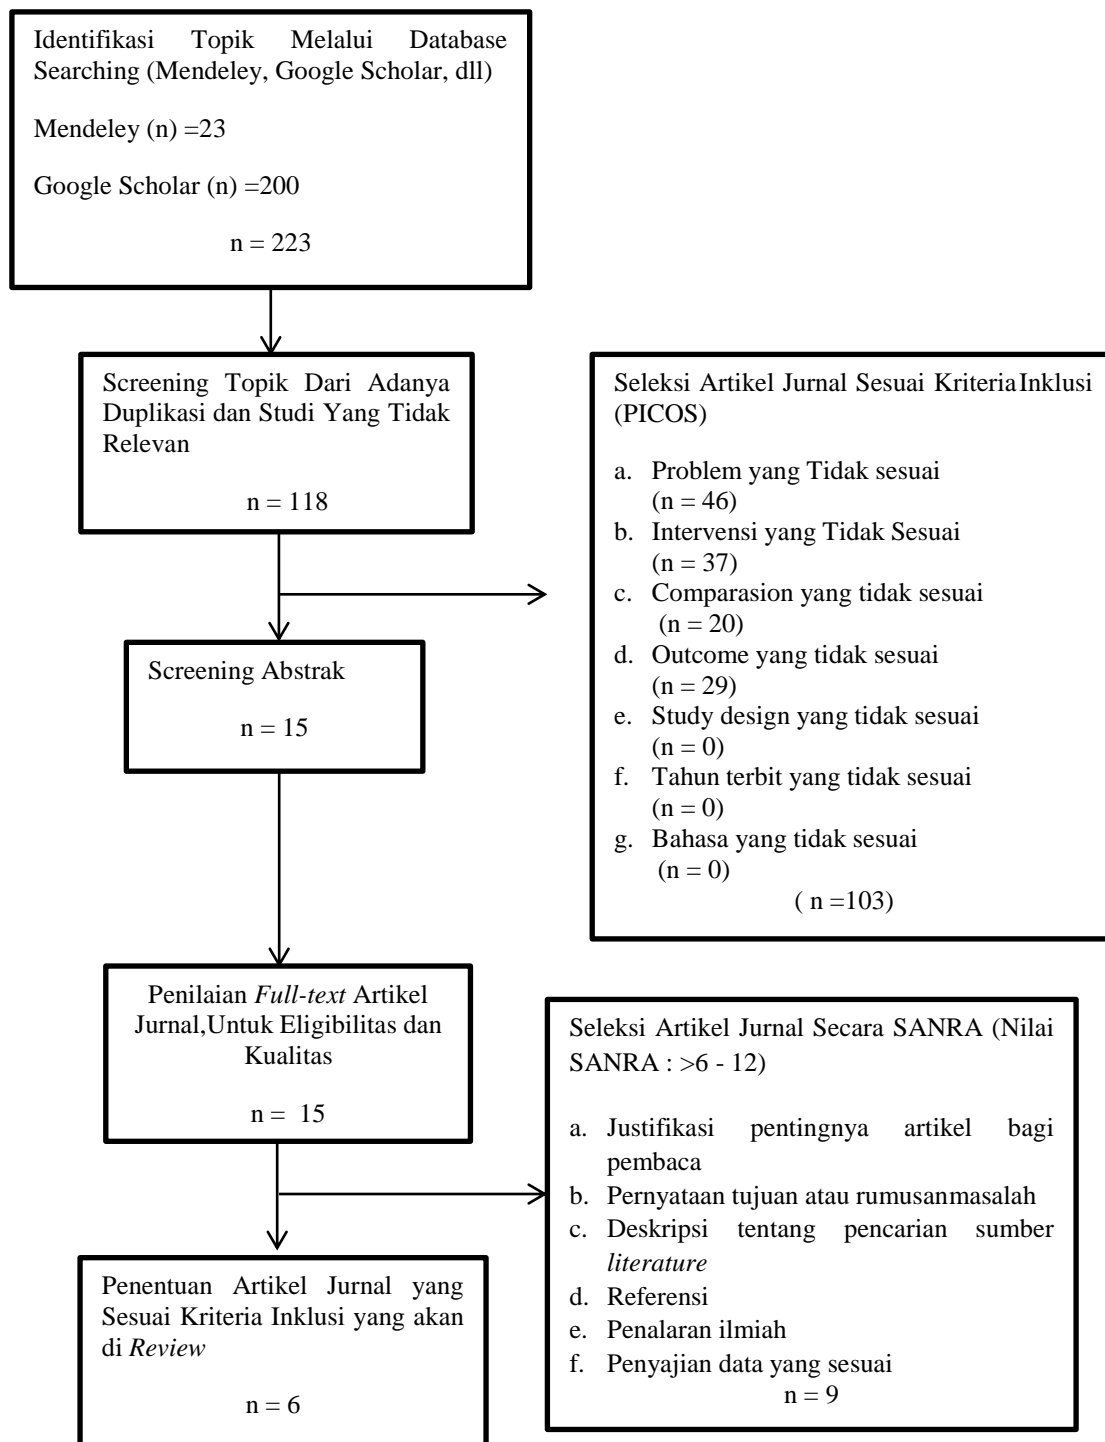 Identifikasi Topik Melalui Database
Searching (Mendeley, Google Scholar, dll)
Mendeley (n) =23
Google Scholar (n) =200
n = 223
Screening Topik Dari Adanya
Duplikasi dan Studi Yang Tidak
Relevan
n = 118
Seleksi Artikel Jurnal Sesuai KriteriaInklusi
(PICOS)
a. Problem yang Tidak sesuai
(n = 46)
b. Intervensi yang Tidak Sesuai
(n = 37)
c. Comparasion yang tidak sesuai
(n = 20)
d. Outcome yang tidak sesuai
(n = 29)
e. Study design yang tidak sesuai
(n = 0)
f. Tahun terbit yang tidak sesuai
(n = 0)
g. Bahasa yang tidak sesuai
(n = 0)
( n =103)
Screening Abstrak
n = 15
Penilaian Full-text Artikel
Jurnal,Untuk Eligibilitas dan
Kualitas
n = 15
Seleksi Artikel Jurnal Secara SANRA (Nilai
SANRA : >6 - 12)
a. Justifikasi pentingnya artikel bagi
pembaca
b. Pernyataan tujuan atau rumusanmasalah
c. Deskripsi tentang pencarian sumber
literature
d. Referensi
e. Penalaran ilmiah
f. Penyajian data yang sesuai
n = 9
Penentuan Artikel Jurnal yang
Sesuai Kriteria Inklusi yang akan
di Review
n = 6